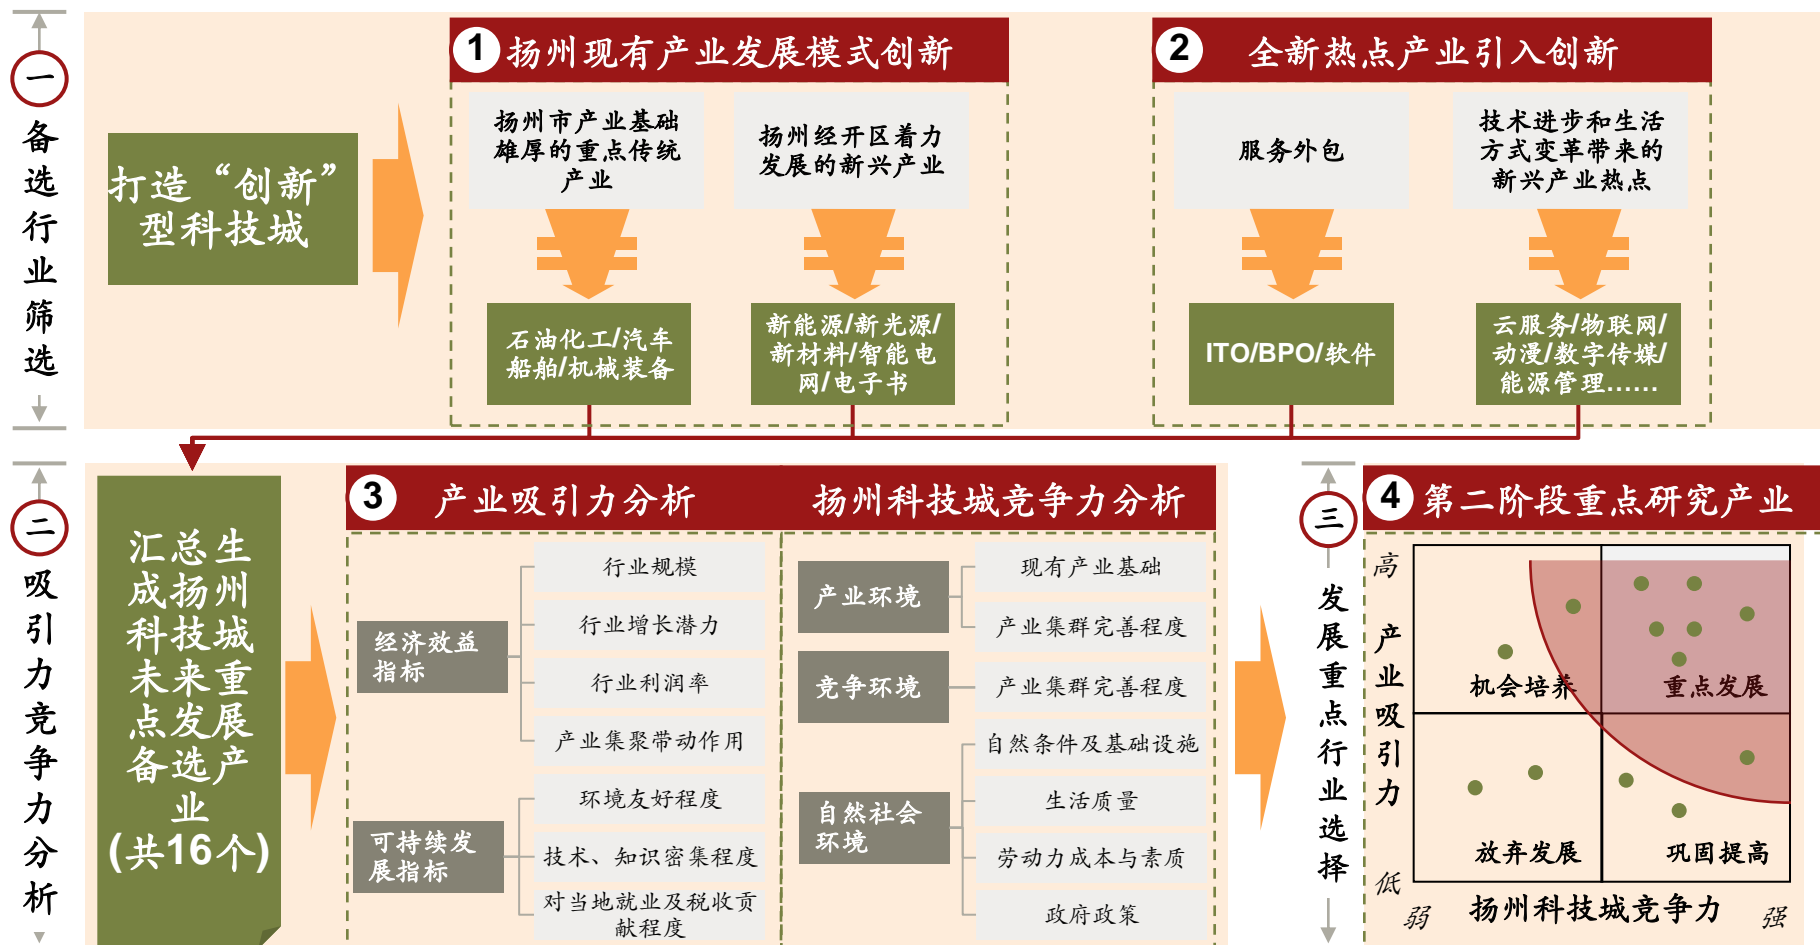 一
备选行业筛选
打造“创新”
型科技城
1 扬州现有产业发展模式创新
扬州市产业基础
雄厚的重点传统
产业
扬州经开区着力
发展的新兴产业
石油化工/汽车
船舶/机械装备
新能源/新光源/
新材料/智能电
网/电子书
2 全新热点产业引入创新
服务外包
技术进步和生活
方式变革带来的
新兴产业热点
ITO/BPO/软件
云服务/物联网/
动漫/数字传媒/
能源管理……
二
吸引力竞争力分析
汇总生
成扬州
科技城
未来重
点发展
备选产
业
(共16个)
3 产业吸引力分析
经济效益
指标
行业规模
行业增长潜力
行业利润率
产业集聚带动作用
可持续发
展指标
环境友好程度
技术、知识密集程度
对当地就业及税收贡
献程度
扬州科技城竞争力分析
产业环境
现有产业基础
产业集群完善程度
竞争环境
产业集群完善程度
自然社会
环境
自然条件及基础设施
生活质量
劳动力成本与素质
政府政策
三
发展重点行业选择
4 第二阶段重点研究产业
高
产业吸引力
低
机会培养
重点发展
放弃发展
巩固提高
弱
扬州科技城竞争力
强